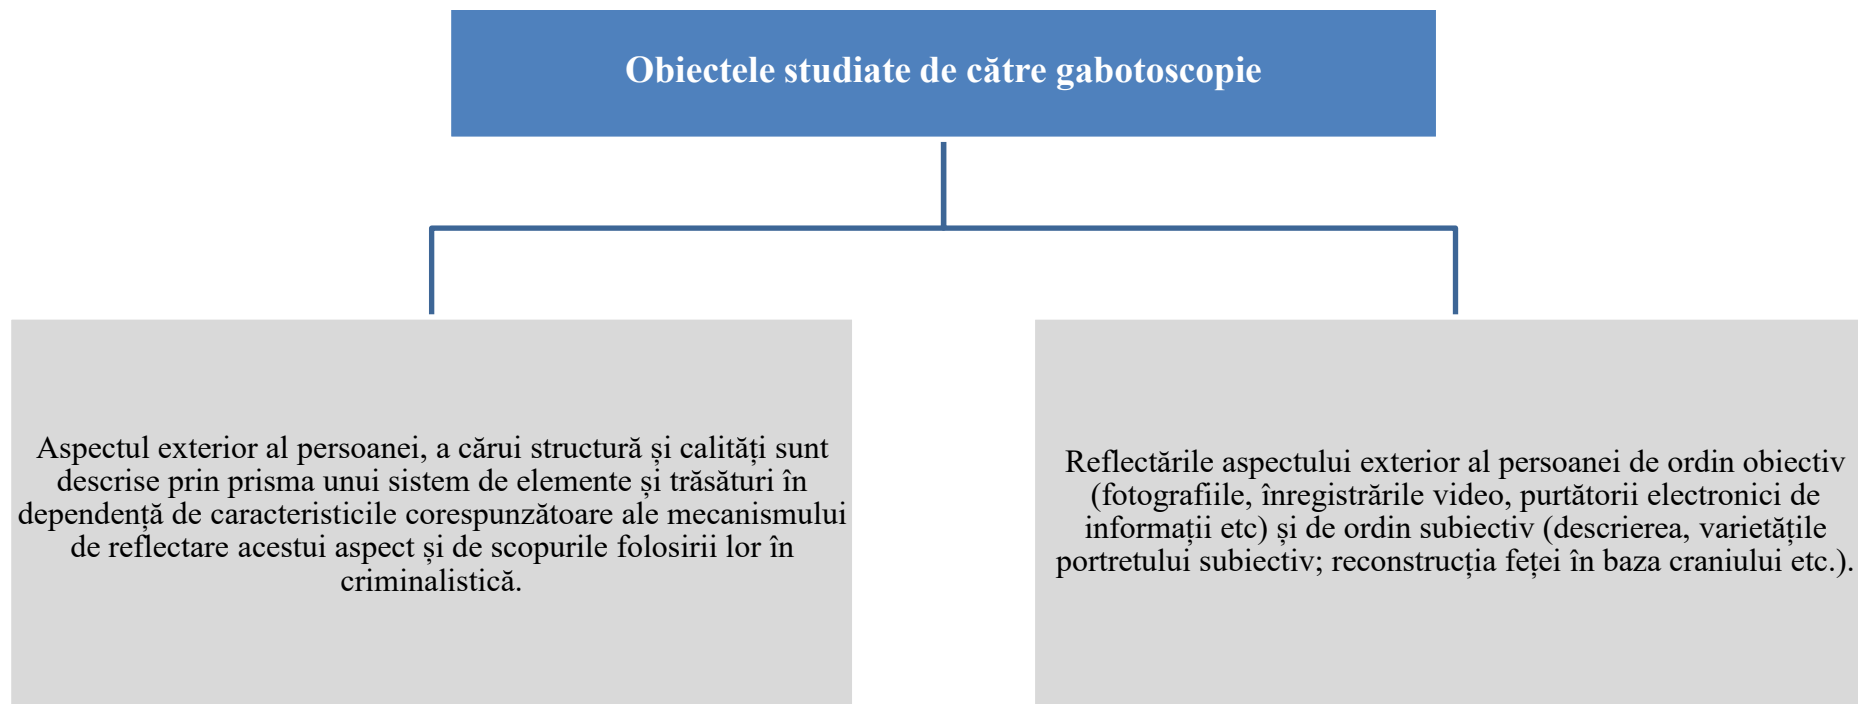 Obiectele studiate de către gabotoscopie
Aspectul exterior al persoanei, a cărui structură și calități sunt
descrise prin prisma unui sistem de elemente și trăsături în
dependență de caracteristicile corespunzătoare ale mecanismului
de reflectare acestui aspect și de scopurile folosirii lor în
criminalistică.
Reflectările aspectului exterior al persoanei de ordin obiectiv
(fotografiile, înregistrările video, purtătorii electronici de
informații etc) și de ordin subiectiv (descrierea, varietățile
portretului subiectiv; reconstrucția feței în baza craniului etc.).